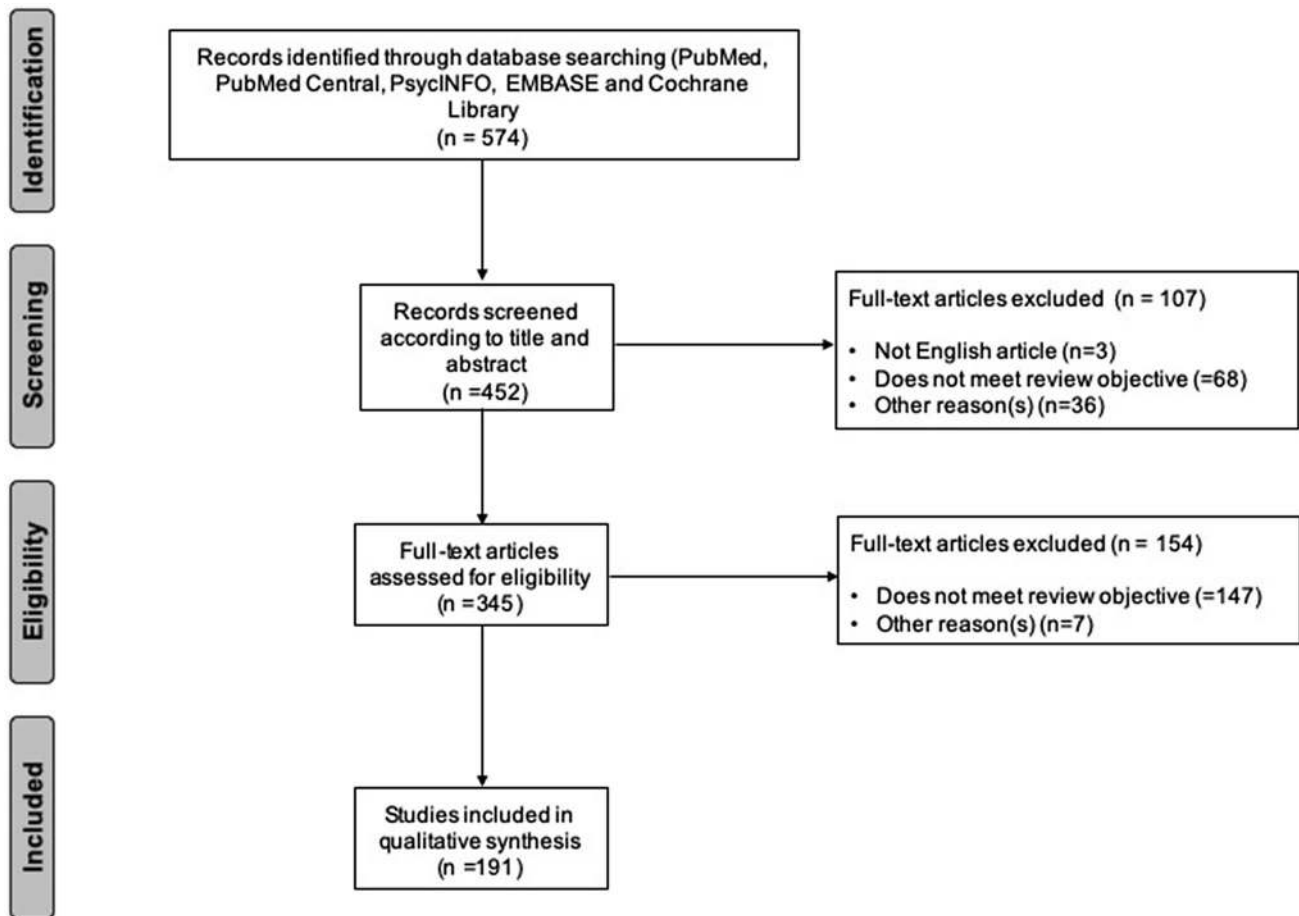 Identification
Records identified through database searching (PubMed,
PubMed Central, PsycINFO, EMBASE and Cochrane
Library
(n = 574)
Screening
Records screened
according to title and
abstract
(n =452)
Full-text articles excluded (n = 107)
• Not English article (n=3)
• Does not meet review objective (=68)
• Other reason(s) (n=36)
Eligibility
Full-text articles
assessed for eligibility
(n =345)
Full-text articles excluded (n = 154)
• Does not meet review objective (=147)
• Other reason(s) (n=7)
Included
Studies included in
qualitative synthesis
(n =191)